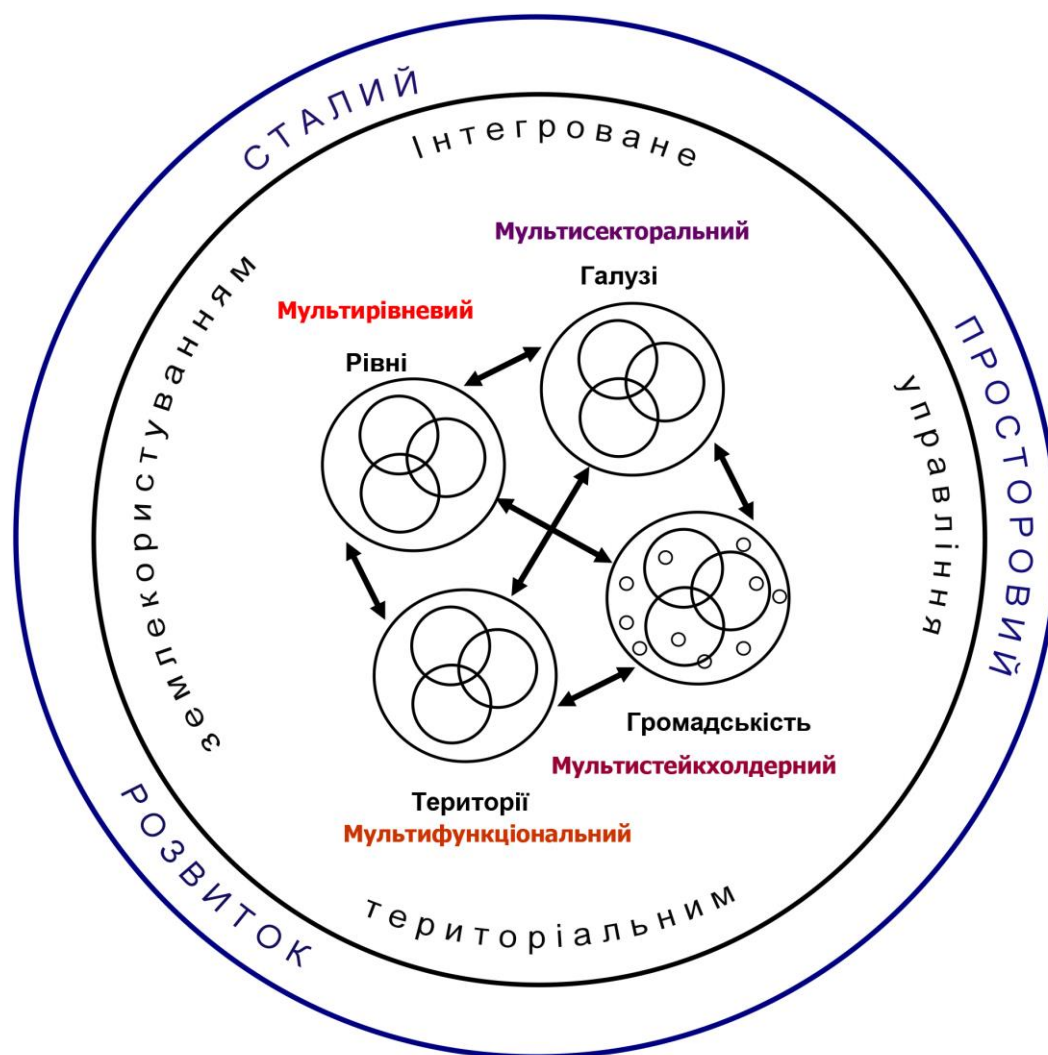 СТАЛИЙ
ПРОСТОРОВИЙ
РОЗВИТОК
Інтегроване
управління
територіальним
землекористуванням
Мультисекторальний
Галузі
Мультирівневий
Рівні
Громадськість
Мультистейкхолдерний
Території
Мультифункціональний